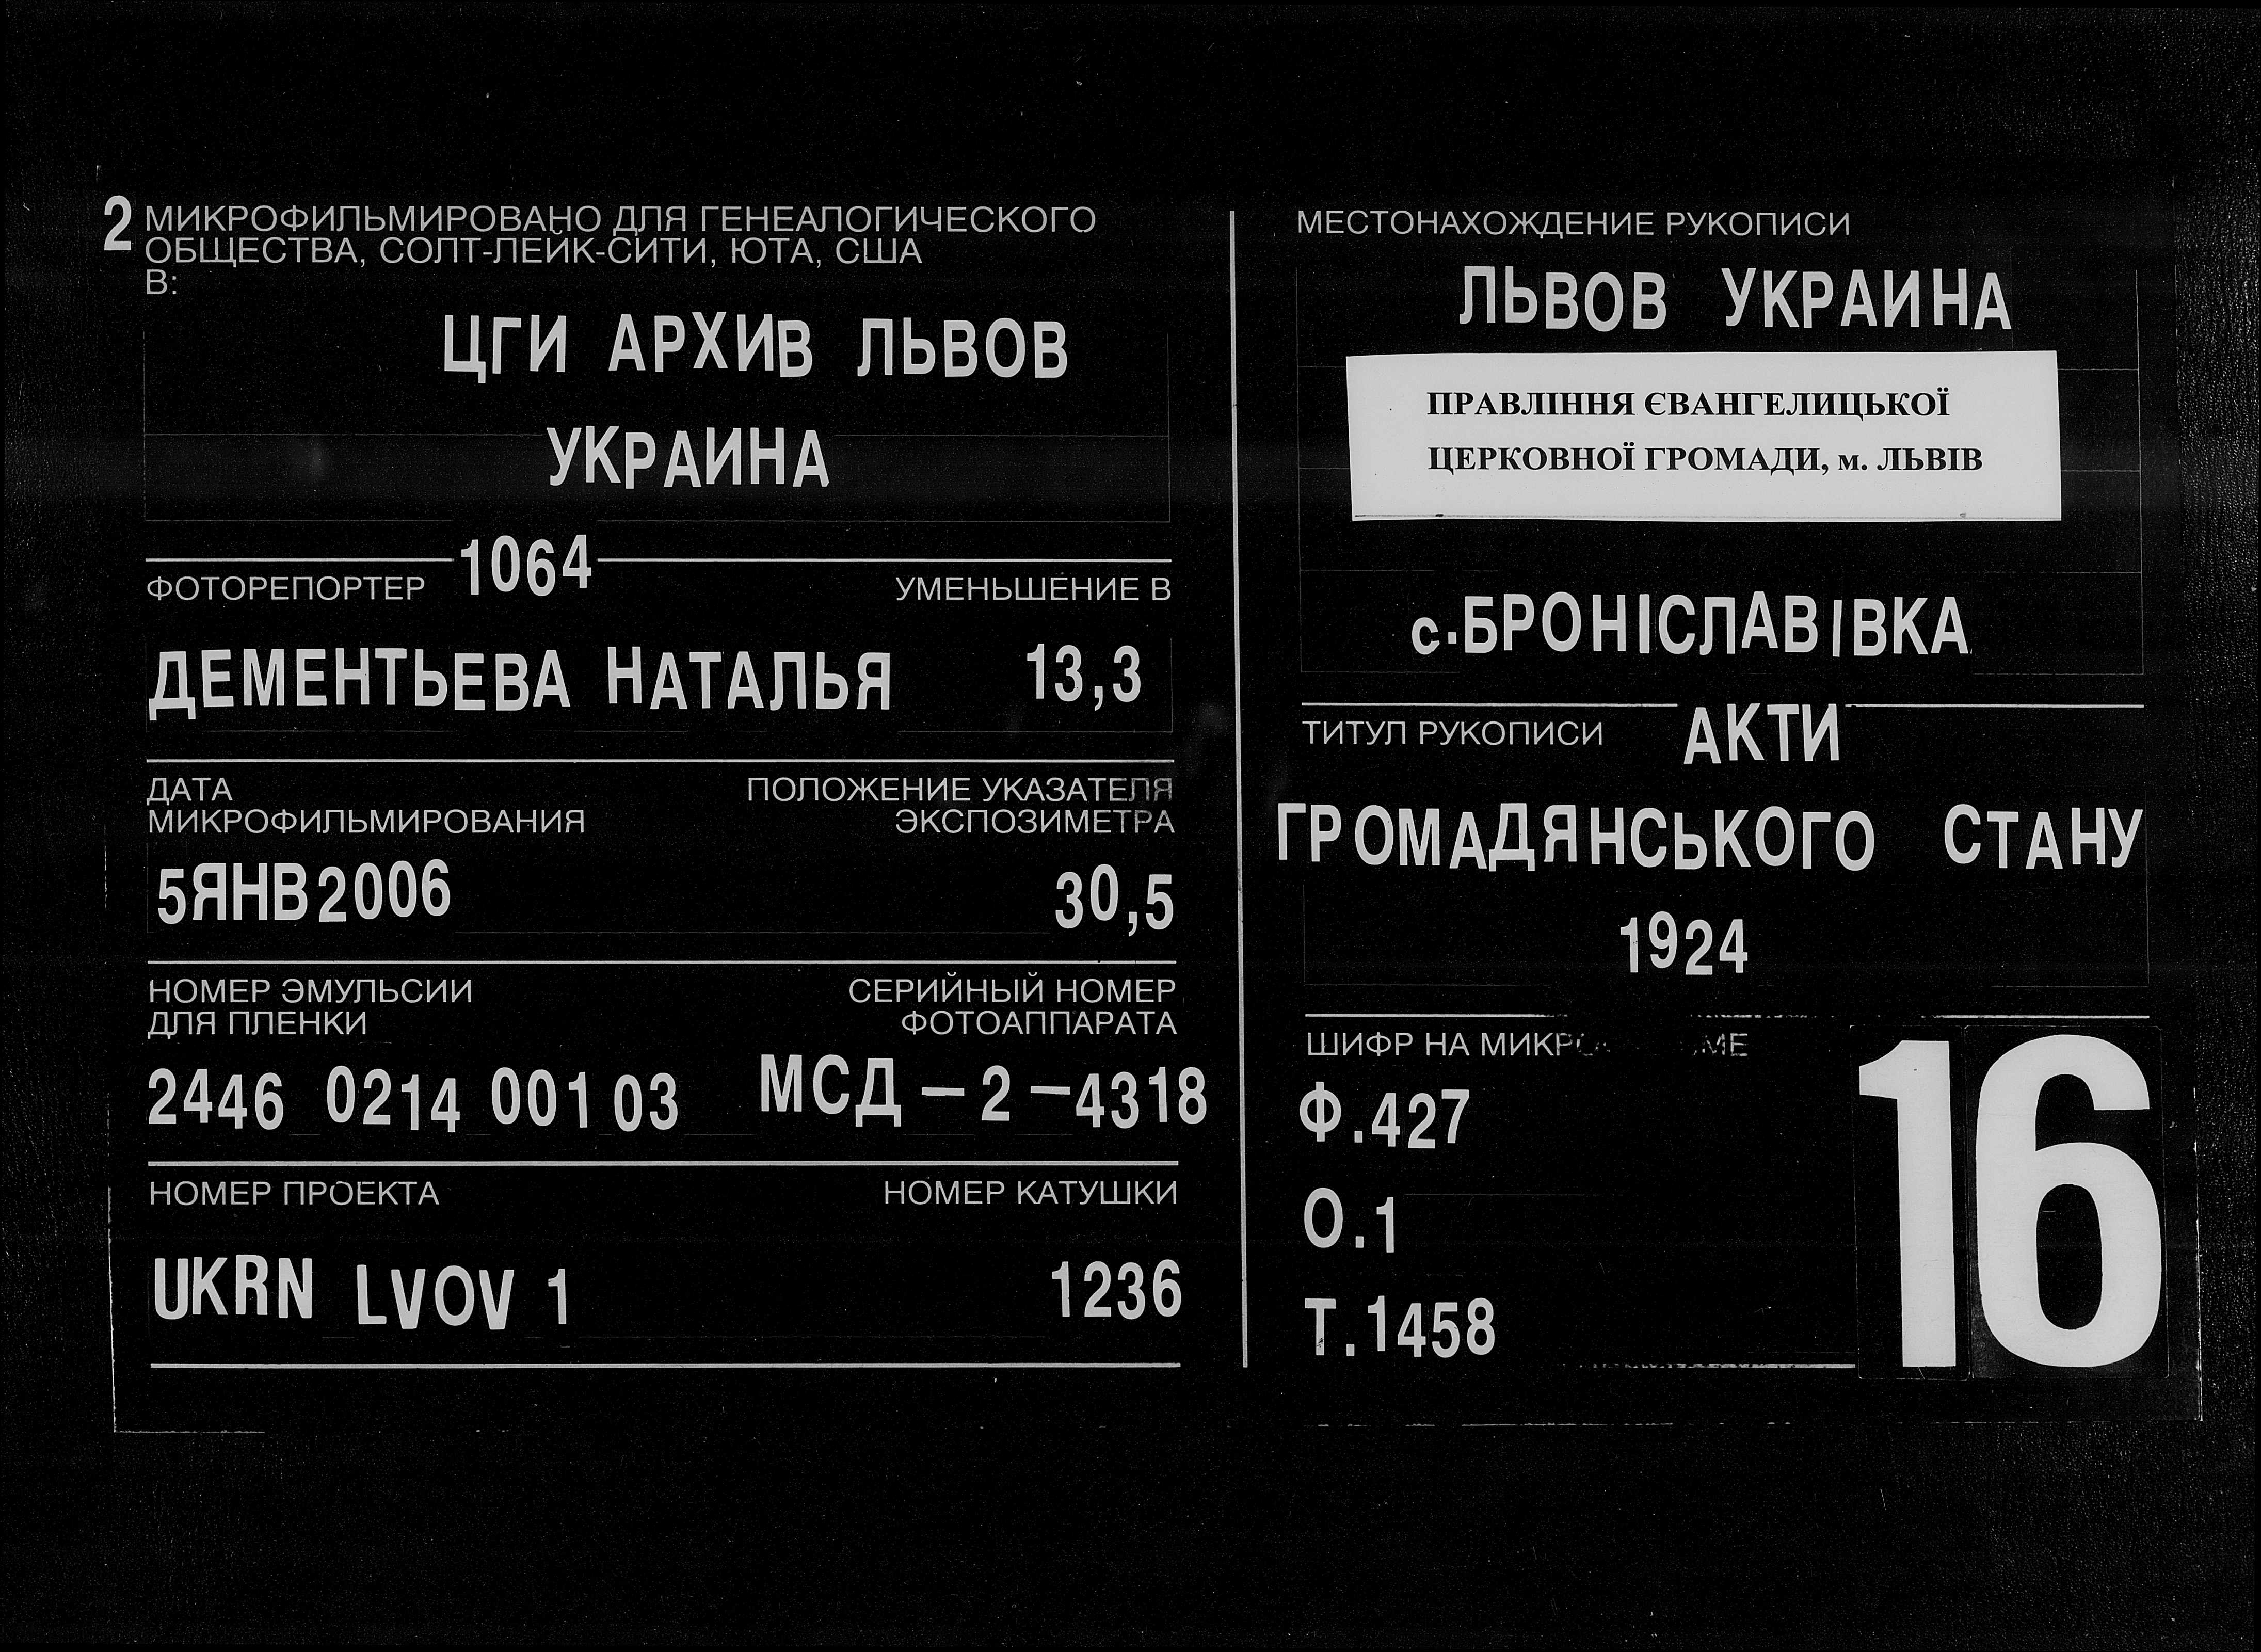 2 МИКРОФИЛЬМИРОВАНО ДЛЯ ГЕНЕАЛОГИЧЕСКОГО
ОБЩЕСТВА, СОЛТ-ЛЕЙК-СИТИ, ЮТА, США
В:
ЦГИ АРХИВ ЛЬВОВ
УКРАИНА
1064
ФОТОРЕПОРТЕР УМЕНЬШЕНИЕ В
ДЕМЕНТЬЕВА НАТАЛЬЯ 13,3
ДАТА ПОЛОЖЕНИЕ УКАЗАТЕЛЯ
МИКРОФИЛЬМИРОВАНИЯ ЭКСПОЗИМЕТРА
5ЯНВ2006 30,5
НОМЕР ЭМУЛЬСИИ СЕРИЙНЫЙ НОМЕР
ДЛЯ ПЛЕНКИ ФОТОАППАРАТА
2446 0214 001 03 МСД – 2 – 4318
НОМЕР ПРОЕКТА НОМЕР КАТУШКИ
UKRN LVOV 1 1236
МЕСТОНАХОЖДЕНИЕ РУКОПИСИ
ЛЬВОВ УКРАИНА
ПРАВЛІННЯ ЄВАНГЕЛИЦЬКОЇ
ЦЕРКОВНОЇ ГРОМАДИ, м. ЛЬВІВ
с.БРОНІСЛАВІВКА
ТИТУЛ РУКОПИСИ АКТИ
ГРОМАДЯНСЬКОГО СТАНУ
1924
ШИФР НА
Ф.427
О.1
Т.1458
16